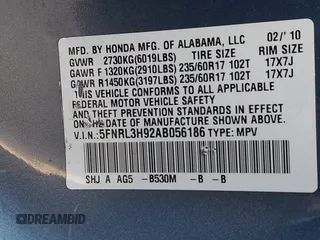 MFD. BY HONDA MFG. OF ALABAMA, LLC 02/'10
GVWR 2730KG(6019LBS) TIRE SIZE RIM SIZE
GAWR F 1320KG(2910LBS) 235/60R17 102T 17X7J
GAWR R1450KG(3197LBS) 235/60R17 102T 17X7J
THIS VEHICLE CONFORMS TO ALL APPLICABLE
FEDERAL MOTOR VEHICLE SAFETY AND THEFT
PREVENTION STANDARDS IN EFFECT ON THE
DATE OF MANUFACTURE SHOWN ABOVE.
V.I.N.: 5FNRL3H92AB056186 TYPE: MPV
SHJ A AG5 -B530M -B -B
DREAMBID